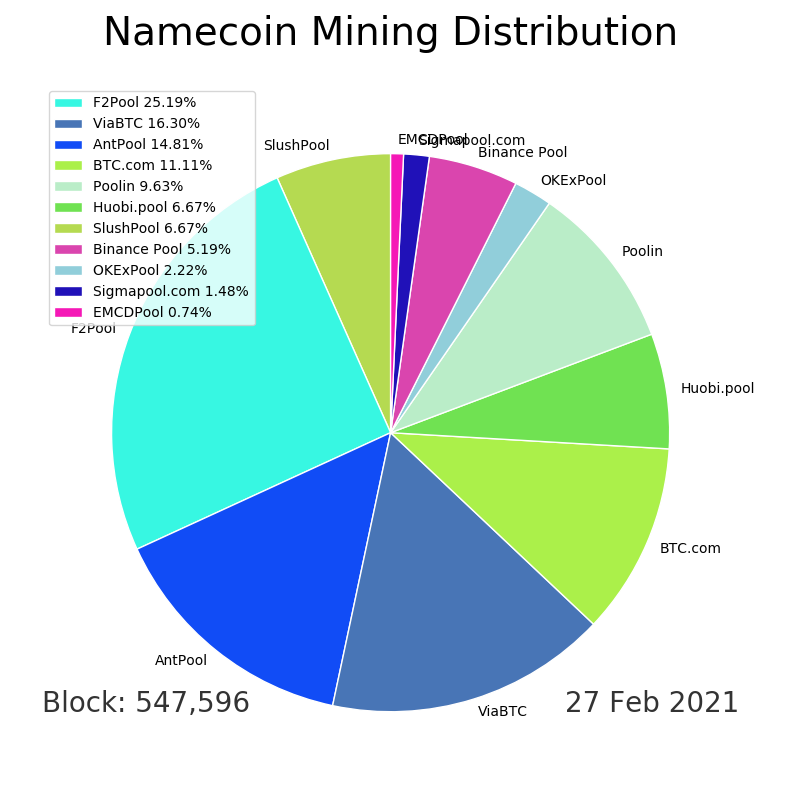 Namecoin Mining Distribution
F2Pool 25.19%
ViaBTC 16.30%
AntPool 14.81%
BTC.com 11.11%
Poolin 9.63%
Huobi.pool 6.67%
SlushPool 6.67%
Binance Pool 5.19%
OKExPool 2.22%
Sigmapool.com 1.48%
EMCDPool 0.74%
SlushPool
EMCDPool
Sigmapool.com
Binance Pool
OKExPool
Poolin
F2Pool
Huobi.pool
BTC.com
AntPool
ViaBTC
Block: 547,596
27 Feb 2021